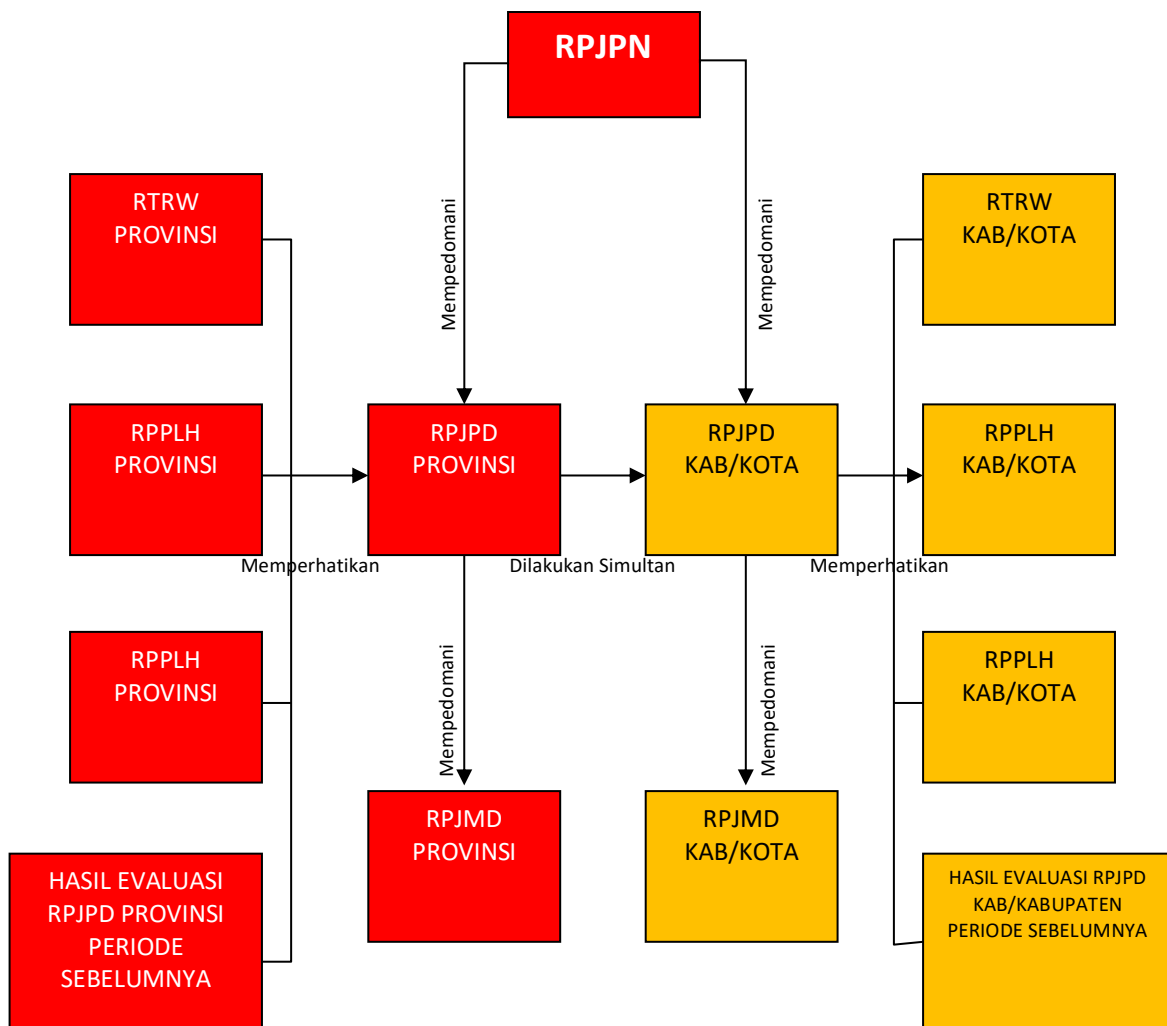 RPJPN
RTRW
PROVINSI
Mempedomani
Mempedomani
RTRW
KAB/KOTA
RPPLH
PROVINSI
RPJPD
PROVINSI
RPJPD
KAB/KOTA
RPPLH
KAB/KOTA
Memperhatikan
Dilakukan Simultan
Memperhatikan
RPPLH
PROVINSI
Mempedomani
Mempedomani
RPPLH
KAB/KOTA
RPJMD
PROVINSI
RPJMD
KAB/KOTA
HASIL EVALUASI
RPJPD PROVINSI
PERIODE
SEBELUMNYA
HASIL EVALUASI RPJPD
KAB/KABUPATEN
PERIODE SEBELUMNYA